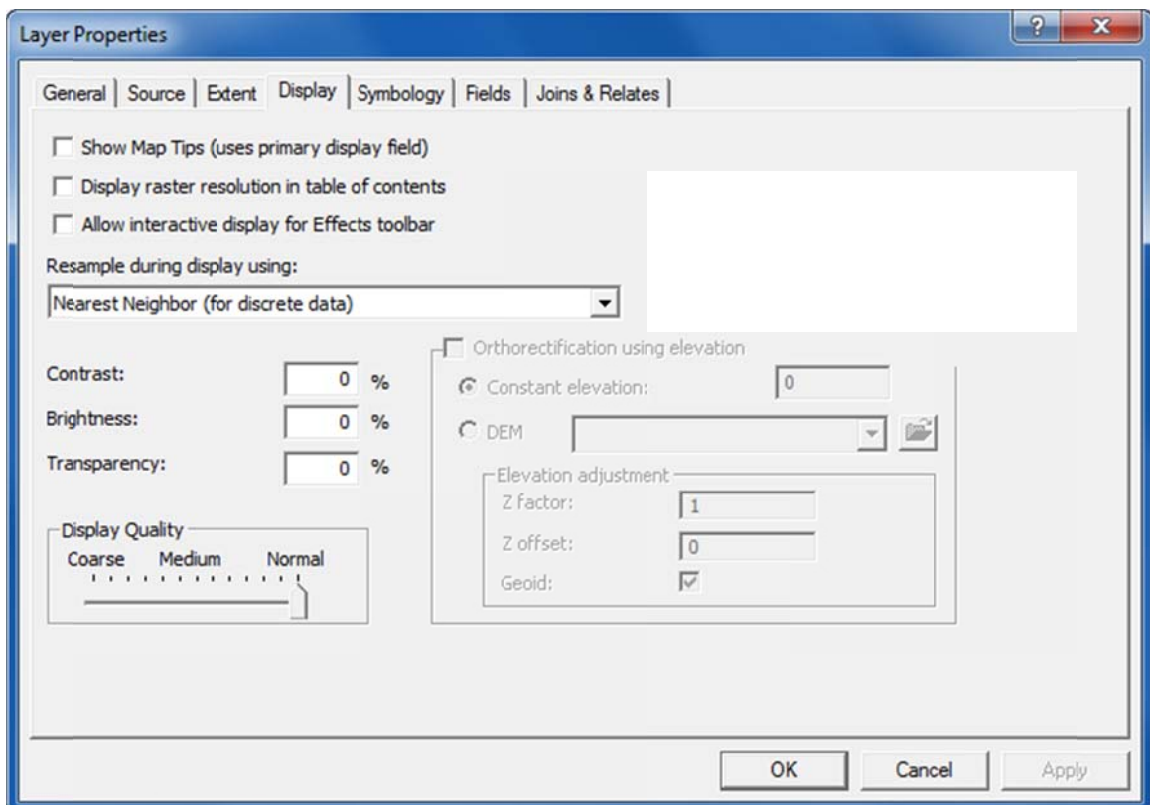 Layer Properties
General Source Extent Display Symbology Fields Joins & Relates
Show Map Tips (uses primary display field)
Display raster resolution in table of contents
Allow interactive display for Effects toolbar
Resample during display using:
Nearest Neighbor (for discrete data)
Contrast: 0 %
Brightness: 0 %
Transparency: 0 %
Display Quality
Coarse Medium Normal
Orthorectification using elevation
Constant elevation: 0
DEM
Elevation adjustment
Z factor: 1
Z offset: 0
Geoid:
OK Cancel Apply